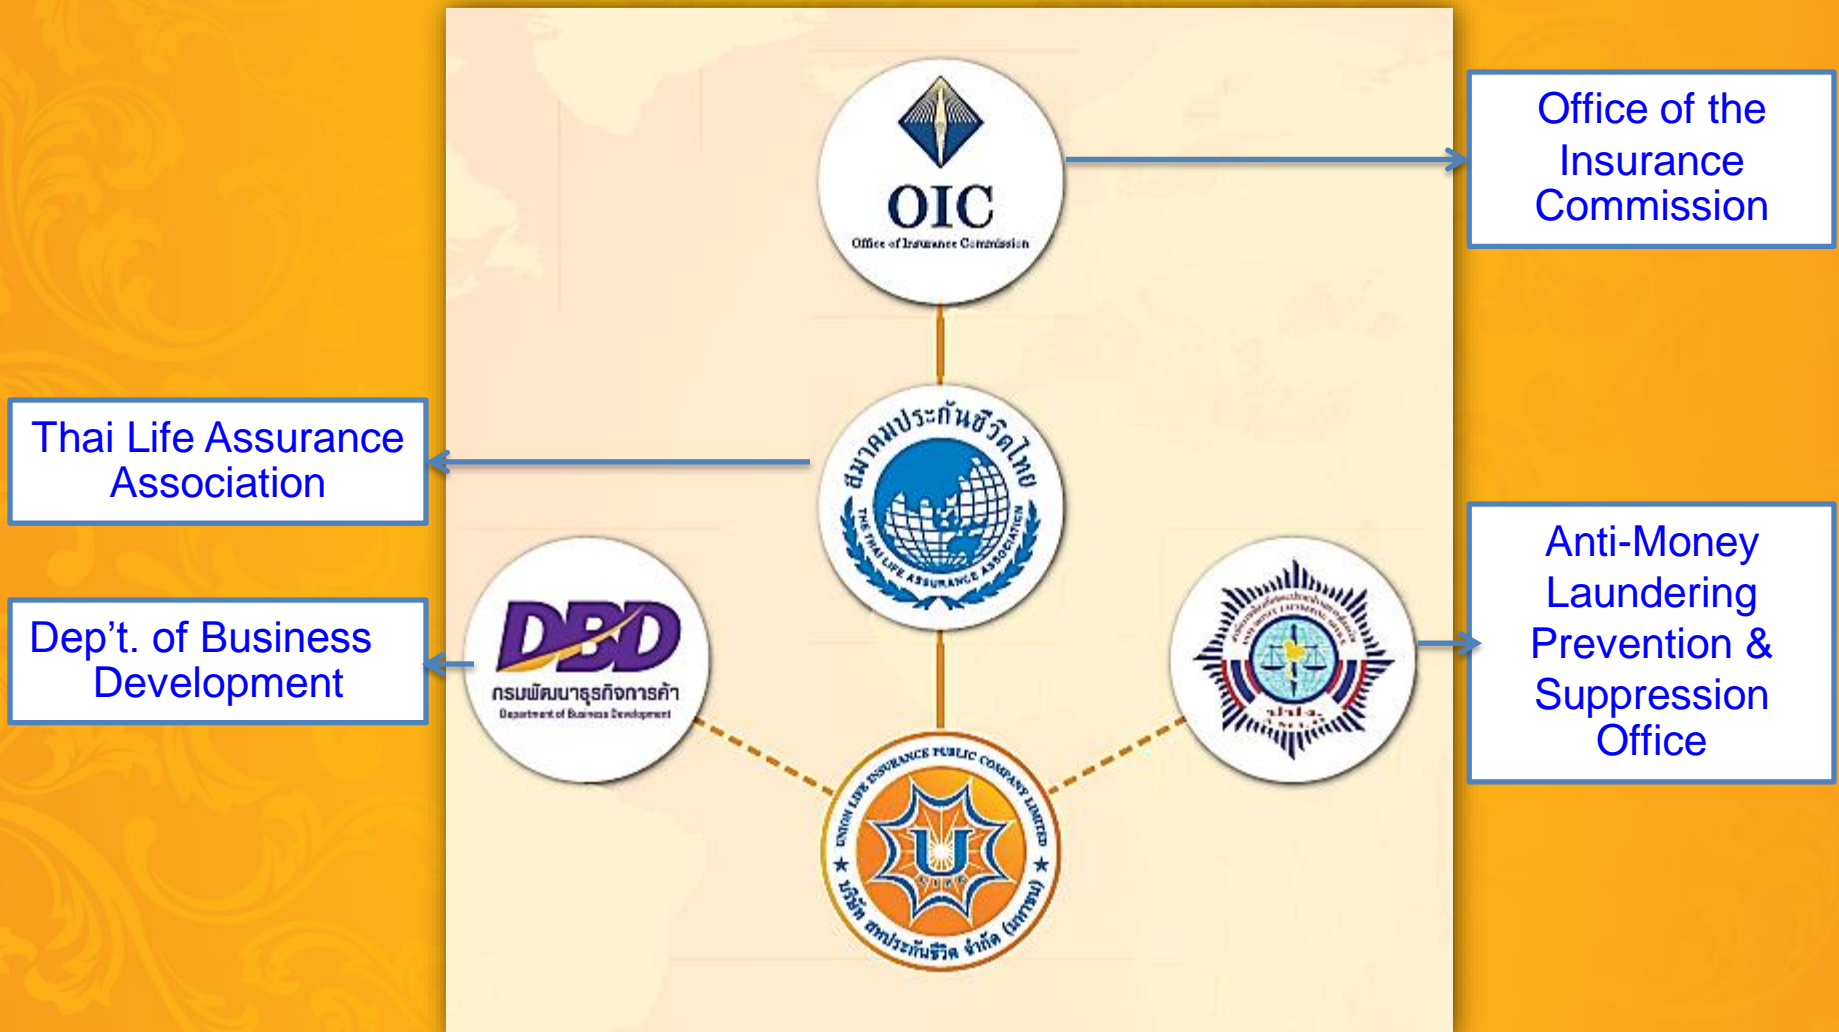 OIC
Office of Insurance Commission
Office of the
Insurance
Commission
Thai Life Assurance
Association
สมาคมประกันชีวิตไทย
THE THAI LIFE ASSURANCE ASSOCIATION
Dep’t. of Business
Development
DBD
กรมพัฒนาธุรกิจการค้า
Department of Business Development
Anti-Money
Laundering
Prevention &
Suppression
Office
UNION LIFE INSURANCE PUBLIC COMPANY LIMITED
U
บริษัท สหประกันชีวิต จำกัด (มหาชน)